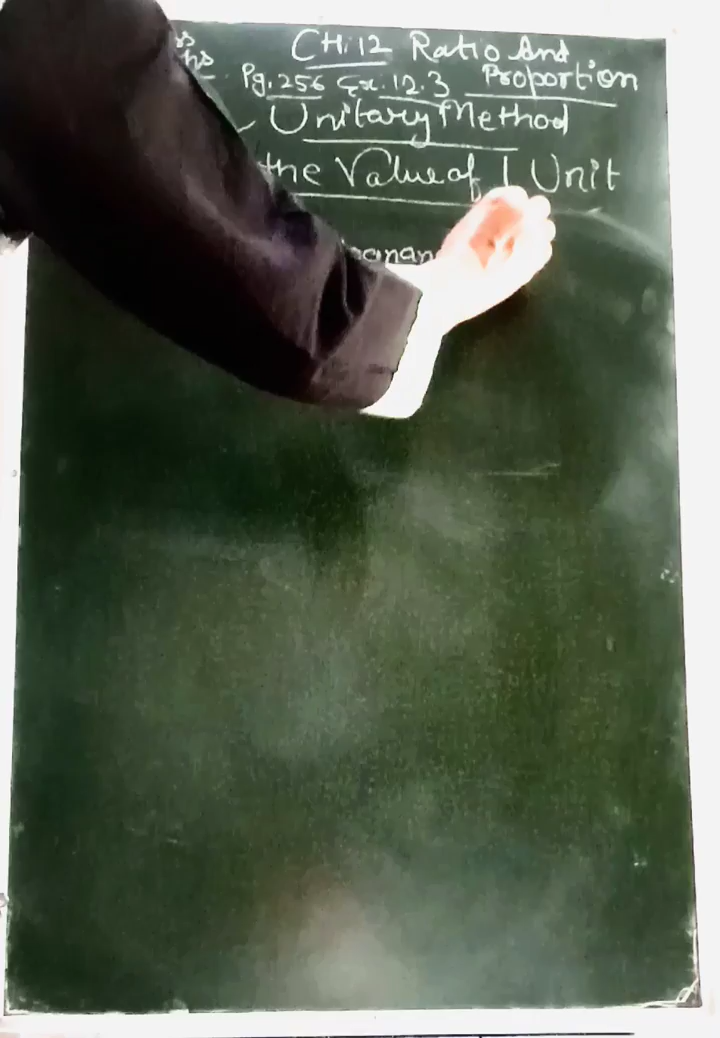 CH:12 Ratio And
Pg.256 Ex.12.3 Proportion
Unitary Method
the Value of 1 Unit